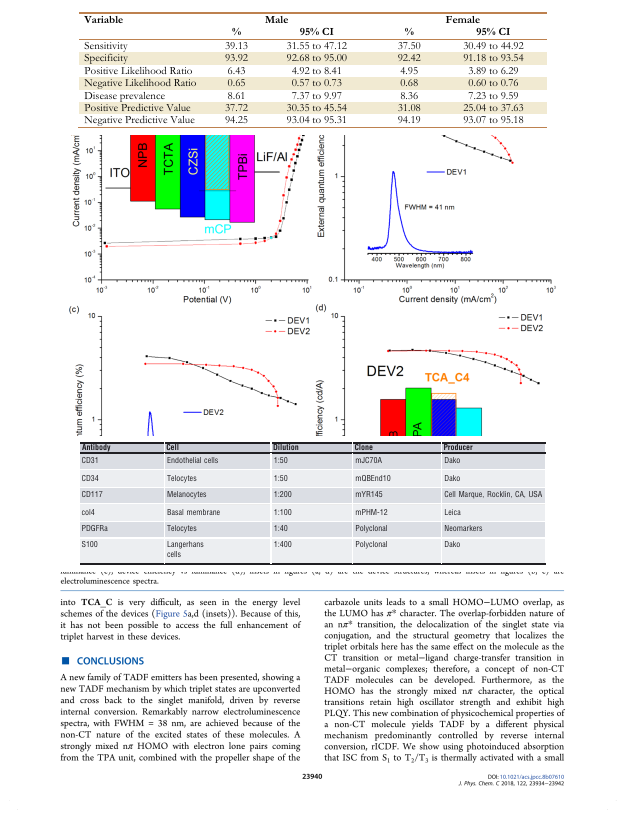 Variable Male Female
% 95% CI % 95% CI
Sensitivity 39.13 31.55 to 47.12 37.50 30.49 to 44.92
Specificity 93.92 92.68 to 95.00 92.42 91.18 to 93.54
Positive Likelihood Ratio 6.43 4.92 to 8.41 4.95 3.89 to 6.29
Negative Likelihood Ratio 0.65 0.57 to 0.73 0.68 0.60 to 0.76
Disease prevalence 8.61 7.37 to 9.97 8.36 7.23 to 9.59
Positive Predictive Value 37.72 30.35 to 45.54 31.08 25.04 to 37.63
Negative Predictive Value 94.25 93.04 to 95.31 94.19 93.07 to 95.18
Current density (mA/cm
10¹
10⁰
10⁻¹
10⁻²
10⁻³
10⁻⁴
ITO NPB TCTA CZSi mCP TPBi LiF/Al
10⁻³ 10⁻² 10⁻¹ 10⁰ 10¹
Potential (V)
External quantum efficienc
1
0.1
DEV1
FWHM = 41 nm
400 500 600 700 800
Wavelength (nm)
10⁻¹ 10⁰ 10¹ 10² 10³
Current density (mA/cm²)
(c)
10
1
DEV1
DEV2
tum efficiency (%)
DEV2
(d)
10
1
DEV1
DEV2
fficiency (cd/A)
DEV2
TCA_C4
B PA
Antibody Cell Dilution Clone Producer
CD31 Endothelial cells 1:50 mJC70A Dako
CD34 Telocytes 1:50 mQBEnd10 Dako
CD117 Melanocytes 1:200 mYR145 Cell Marque, Rocklin, CA, USA
col4 Basal membrane 1:100 mPHM-12 Leica
PDGFRa Telocytes 1:40 Polyclonal Neomarkers
S100 Langerhans 1:400 Polyclonal Dako
cells
electroluminescence spectra.
into TCA_C is very difficult, as seen in the energy level
schemes of the devices (Figure 5a,d (insets)). Because of this,
it has not been possible to access the full enhancement of
triplet harvest in these devices.
■ CONCLUSIONS
A new family of TADF emitters has been presented, showing a
new TADF mechanism by which triplet states are upconverted
and cross back to the singlet manifold, driven by reverse
internal conversion. Remarkably narrow electroluminescence
spectra, with FWHM = 38 nm, are achieved because of the
non-CT nature of the excited states of these molecules. A
strongly mixed nπ HOMO with electron lone pairs coming
from the TPA unit, combined with the propeller shape of the
carbazole units leads to a small HOMO−LUMO overlap, as
the LUMO has π* character. The overlap-forbidden nature of
an nπ* transition, the delocalization of the singlet state via
conjugation, and the structural geometry that localizes the
triplet orbitals here has the same effect on the molecule as the
CT transition or metal−ligand charge-transfer transition in
metal−organic complexes; therefore, a concept of non-CT
TADF molecules can be developed. Furthermore, as the
HOMO has the strongly mixed nπ character, the optical
transitions retain high oscillator strength and exhibit high
PLQY. This new combination of physicochemical properties of
a non-CT molecule yields TADF by a different physical
mechanism predominantly controlled by reverse internal
conversion, rICDF. We show using photoinduced absorption
that ISC from S₁ to T₂/T₃ is thermally activated with a small
23940
DOI: 10.1021/acs.jpcc.8b07610
J. Phys. Chem. C 2018, 122, 23934−23942